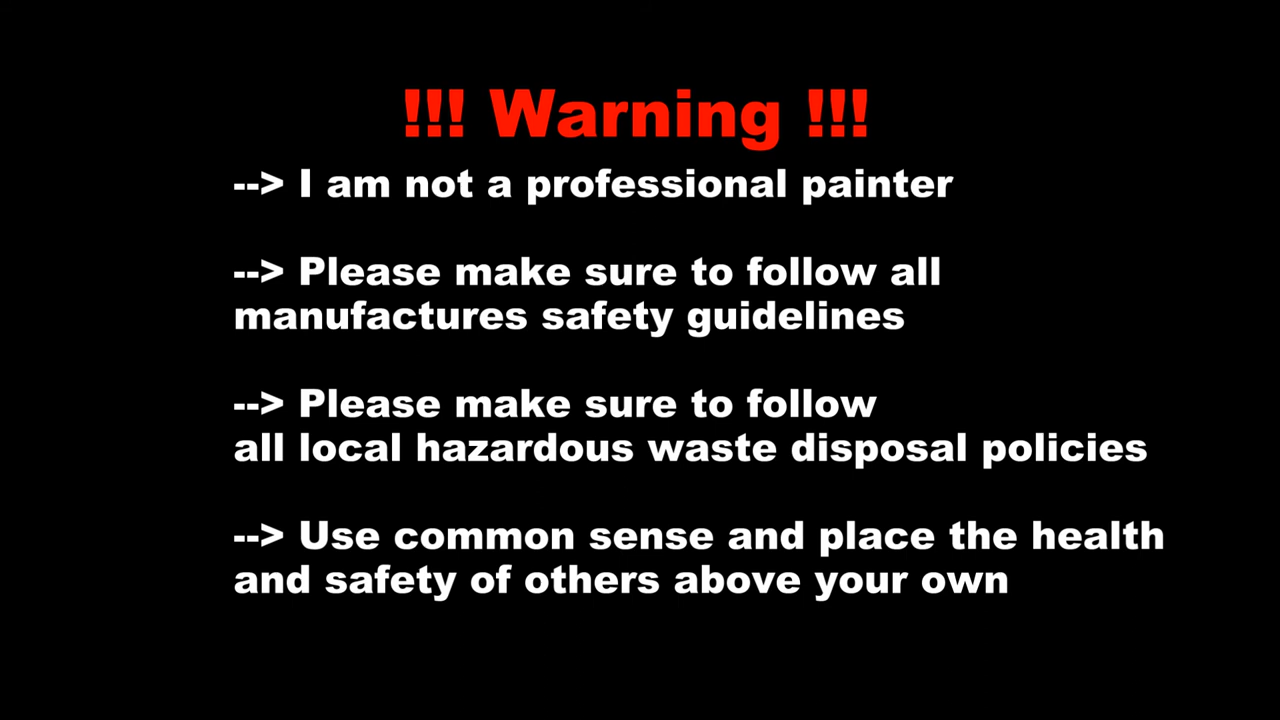 !!! Warning !!!
--> I am not a professional painter
--> Please make sure to follow all
manufactures safety guidelines
--> Please make sure to follow
all local hazardous waste disposal policies
--> Use common sense and place the health
and safety of others above your own